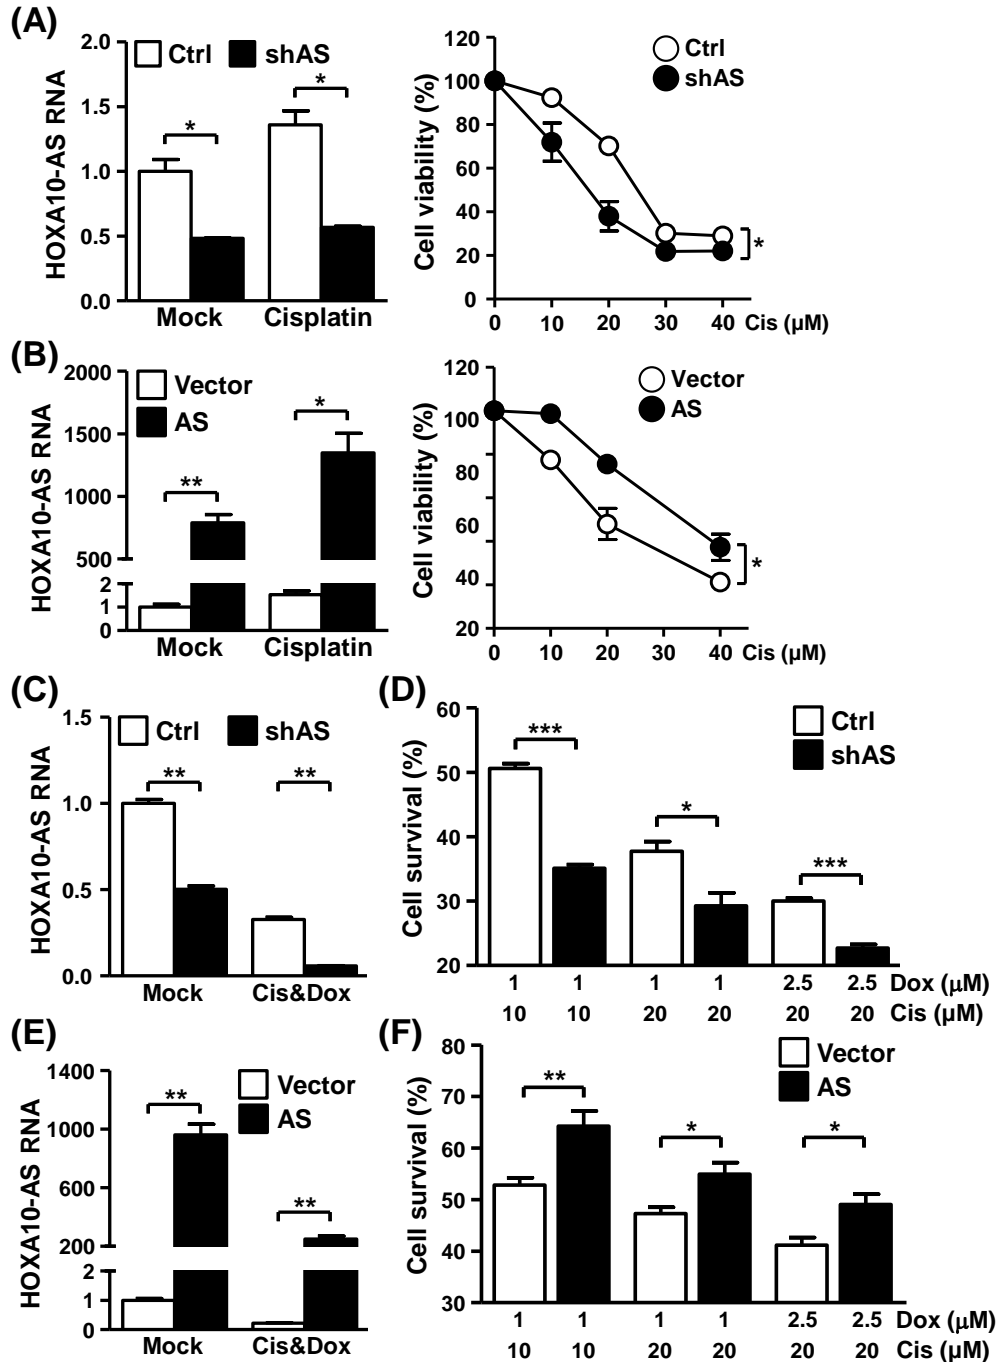 (A)
2.0
1.5
1.0
0.5
0.0
HOXA10-AS RNA
Ctrl shAS
* *
Mock Cisplatin
120
100
80
60
40
20
0
Cell viability (%)
Ctrl
shAS
*
0 10 20 30 40 Cis (µM)
(B)
2000
1500
1000
500
2
1
0
HOXA10-AS RNA
Vector
AS
** *
Mock Cisplatin
120
100
80
60
40
20
Cell viability (%)
Vector
AS
*
0 10 20 30 40 Cis (µM)
(C)
1.5
1.0
0.5
0.0
HOXA10-AS RNA
Ctrl shAS
** **
Mock Cis&Dox
(D)
60
50
40
30
20
Cell survival (%)
Ctrl
shAS
*** * ***
1 1 1 1 2.5 2.5 Dox (µM)
10 10 20 20 20 20 Cis (µM)
(E)
1400
1000
600
200
2
1
0
HOXA10-AS RNA
Vector
AS
** **
Mock Cis&Dox
(F)
80
70
60
50
40
30
Cell survival (%)
Vector
AS
** * *
1 1 1 1 2.5 2.5 Dox (µM)
10 10 20 20 20 20 Cis (µM)